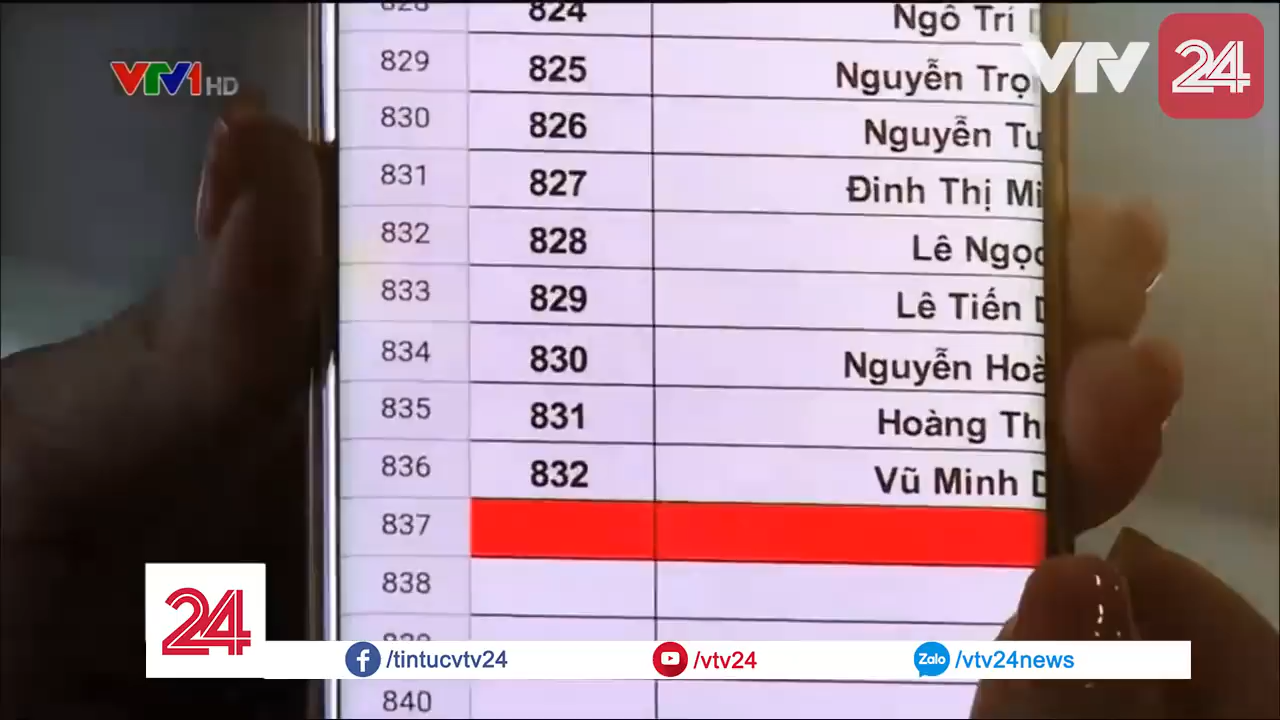 VTV1 HD
VTV 24
824 Ngô Trí
829 825 Nguyễn Trọ
830 826 Nguyễn Tu
831 827 Đinh Thị Mi
832 828 Lê Ngọc
833 829 Lê Tiến
834 830 Nguyễn Hoà
835 831 Hoàng Th
836 832 Vũ Minh
837
838
840
24
/tintucvtv24
/vtv24
Zalo /vtv24news